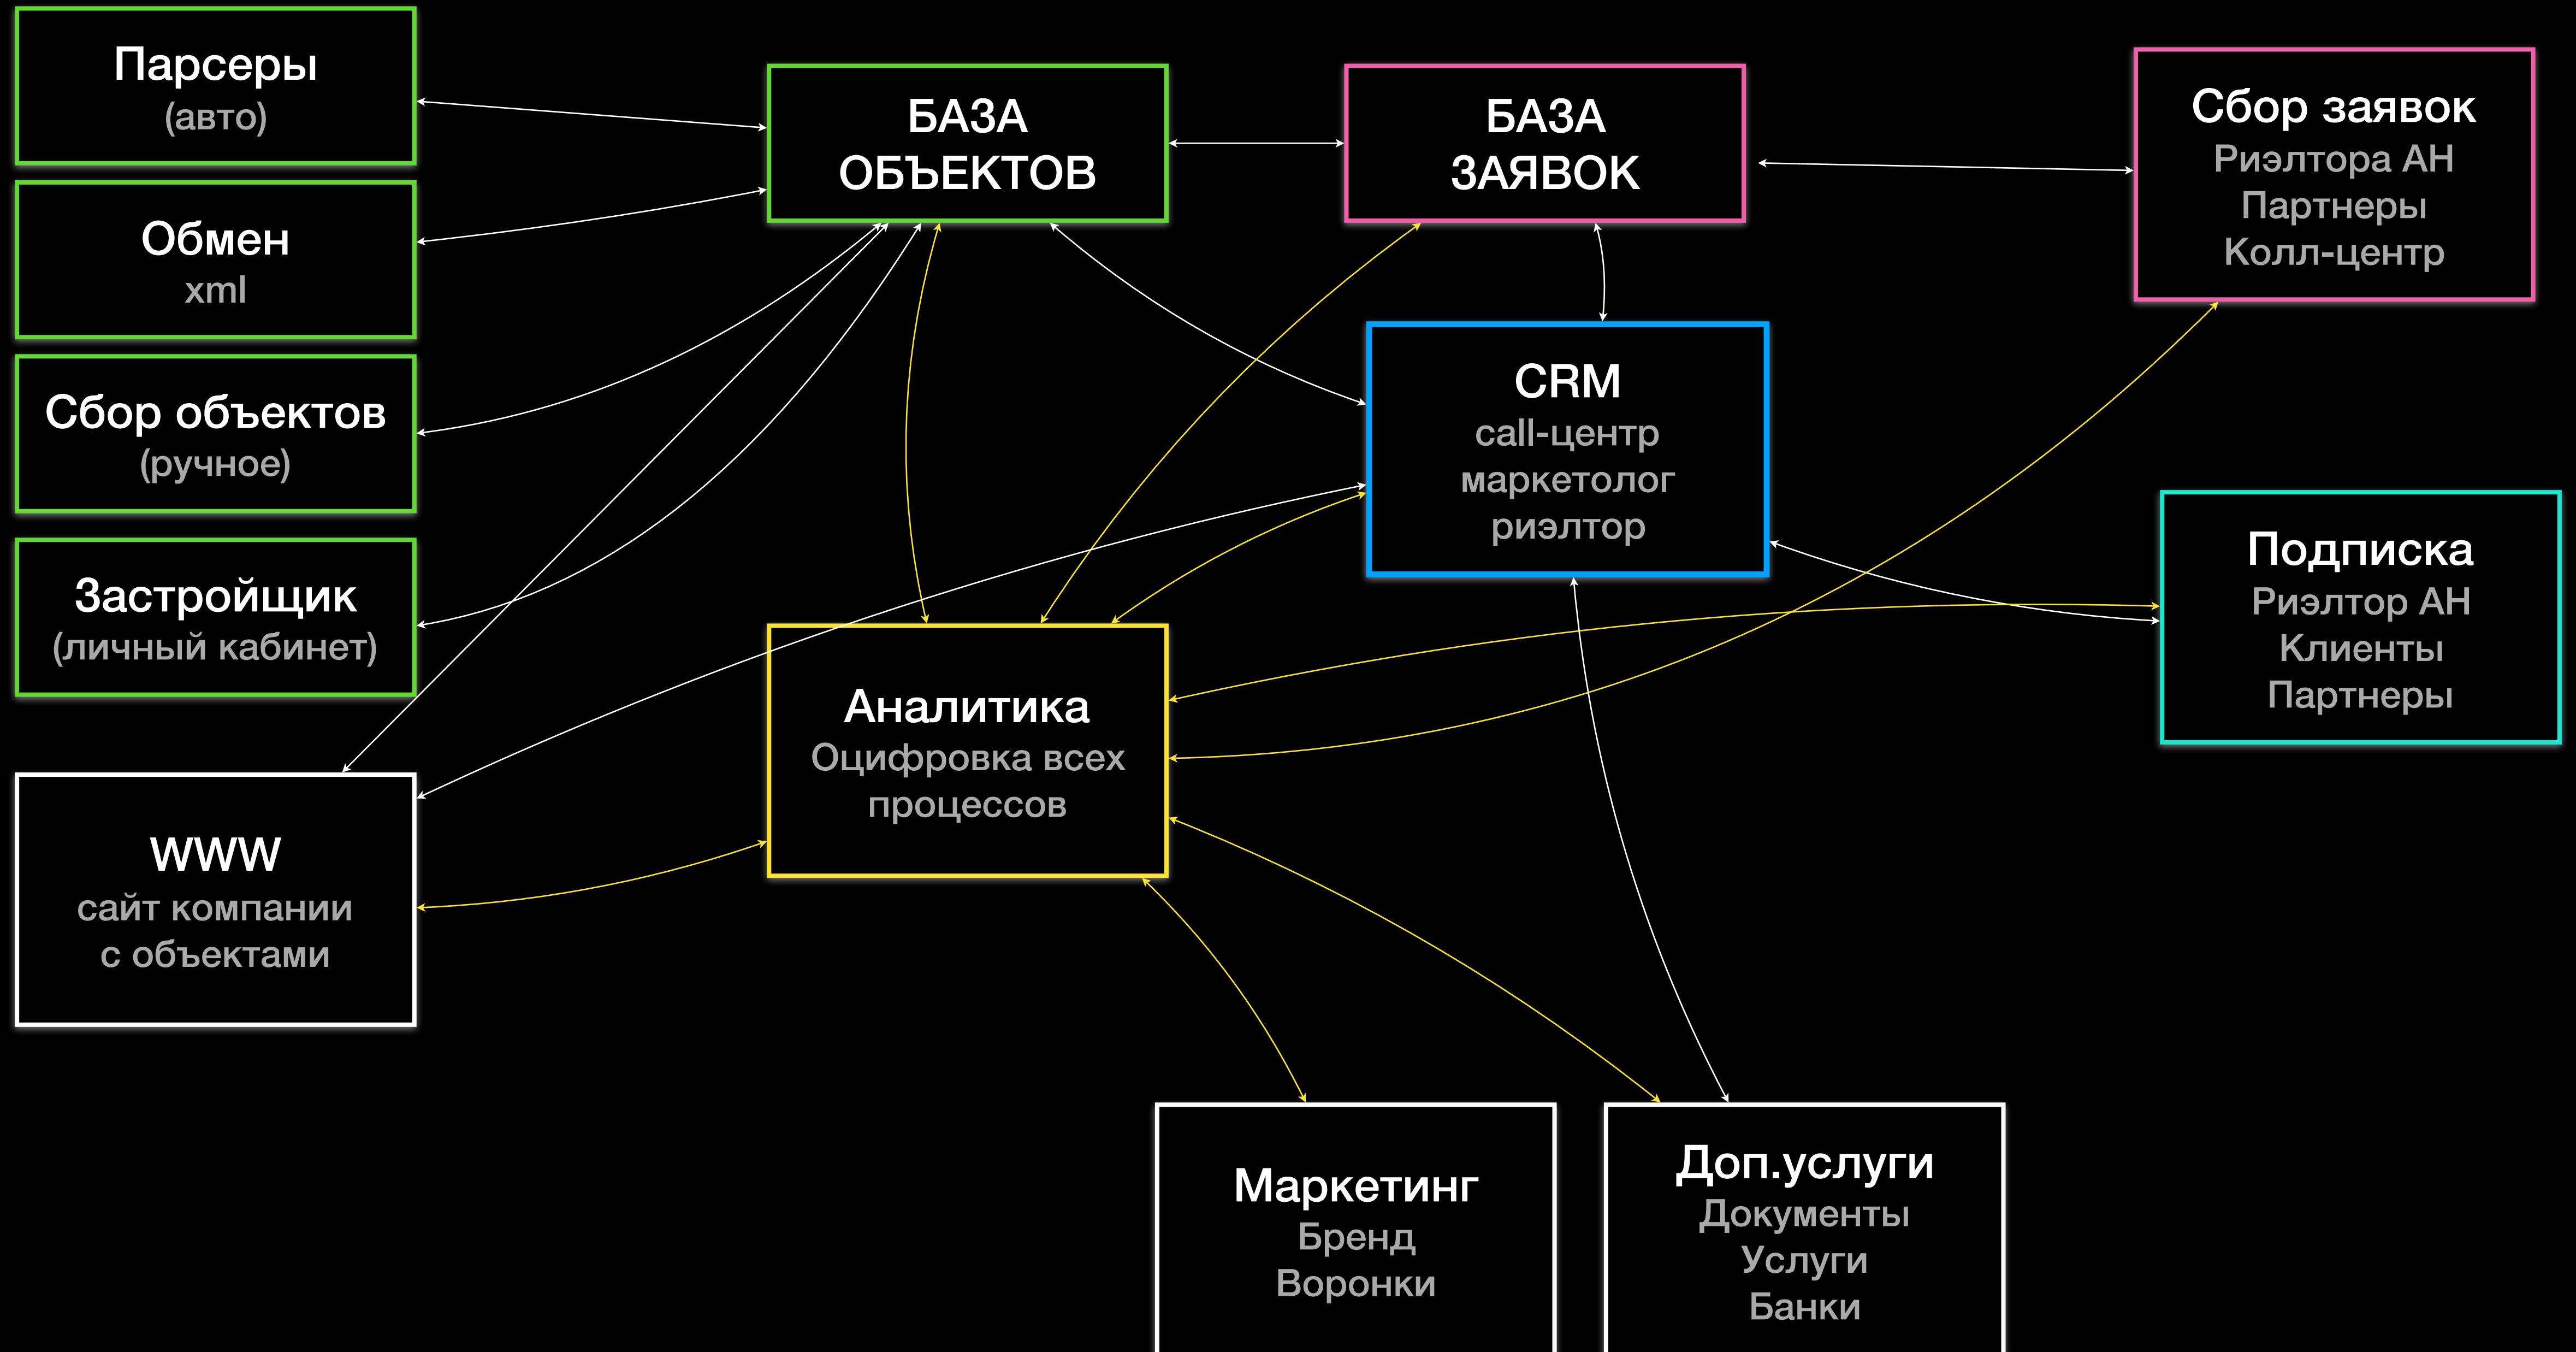 Парсеры
(авто)
Обмен
xml
Сбор объектов
(ручное)
Застройщик
(личный кабинет)
WWW
сайт компании
с объектами
БАЗА
ОБЪЕКТОВ
БАЗА
ЗАЯВОК
Сбор заявок
Риэлтора АН
Партнеры
Колл-центр
CRM
call-центр
маркетолог
риэлтор
Подписка
Риэлтор АН
Клиенты
Партнеры
Аналитика
Оцифровка всех
процессов
Маркетинг
Бренд
Воронки
Доп.услуги
Документы
Услуги
Банки